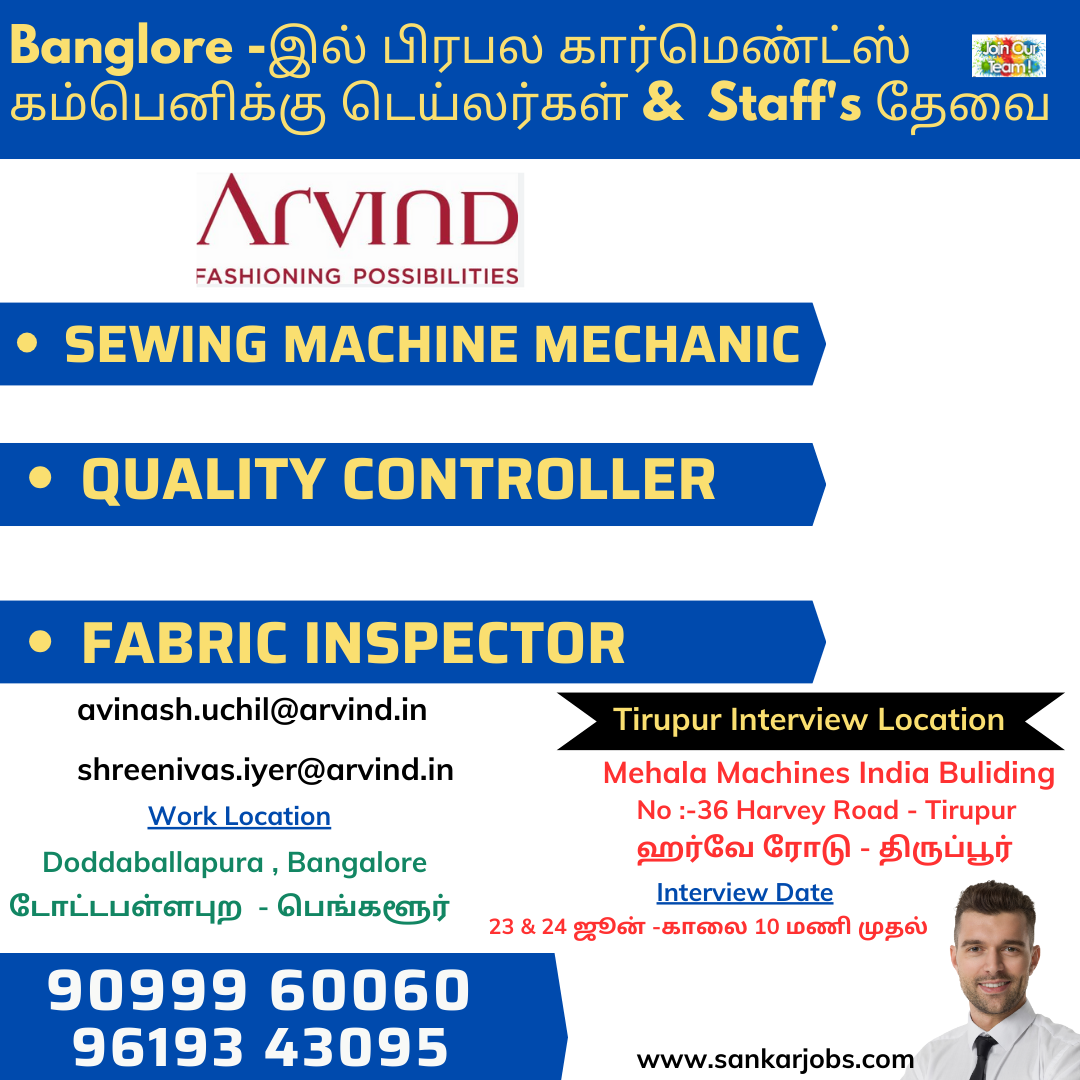 Banglore -இல் பிரபல கார்மெண்ட்ஸ்
கம்பெனிக்கு டெய்லர்கள் & Staff's தேவை
Join Our
Team!
ARVIND
FASHIONING POSSIBILITIES
• SEWING MACHINE MECHANIC
• QUALITY CONTROLLER
• FABRIC INSPECTOR
avinash.uchil@arvind.in
shreenivas.iyer@arvind.in
Work Location
Doddaballapura , Bangalore
டோட்டபள்ளபுற - பெங்களூர்
Tirupur Interview Location
Mehala Machines India Buliding
No :-36 Harvey Road - Tirupur
ஹர்வே ரோடு - திருப்பூர்
Interview Date
23 & 24 ஜூன் -காலை 10 மணி முதல்
90999 60060
96193 43095
www.sankarjobs.com